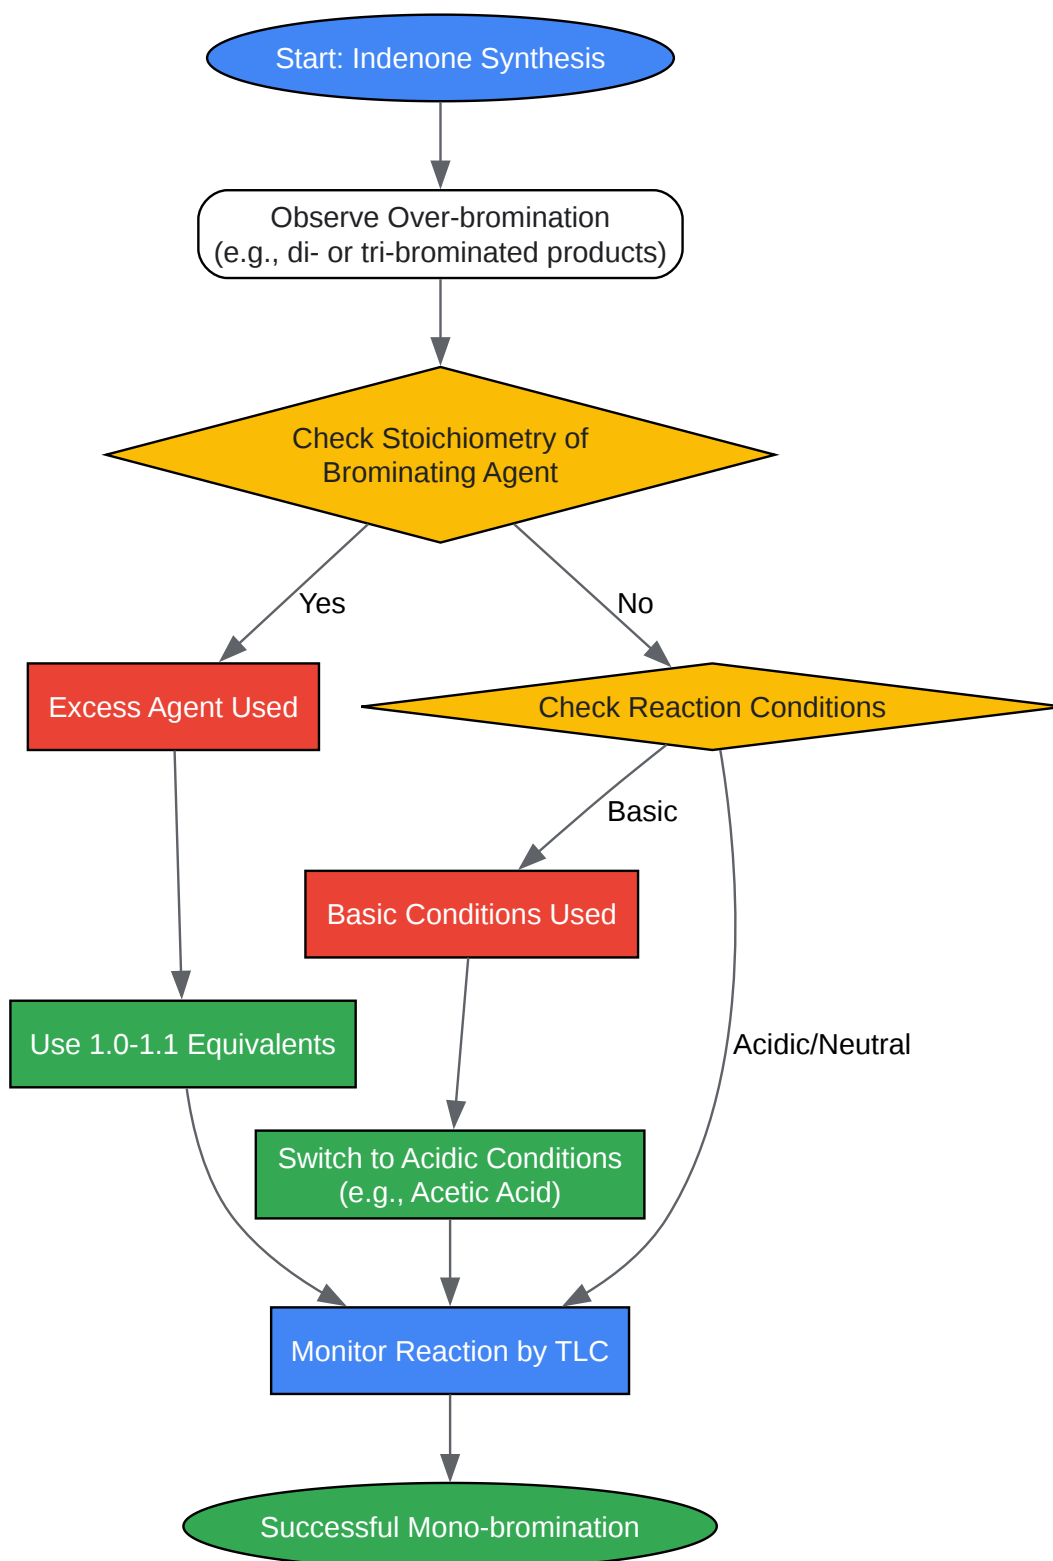 Start: Indenone Synthesis
Observe Over-bromination
(e.g., di- or tri-brominated products)
Check Stoichiometry of
Brominating Agent
Yes
No
Excess Agent Used
Check Reaction Conditions
Basic
Basic Conditions Used
Use 1.0-1.1 Equivalents
Acidic/Neutral
Switch to Acidic Conditions
(e.g., Acetic Acid)
Monitor Reaction by TLC
Successful Mono-bromination